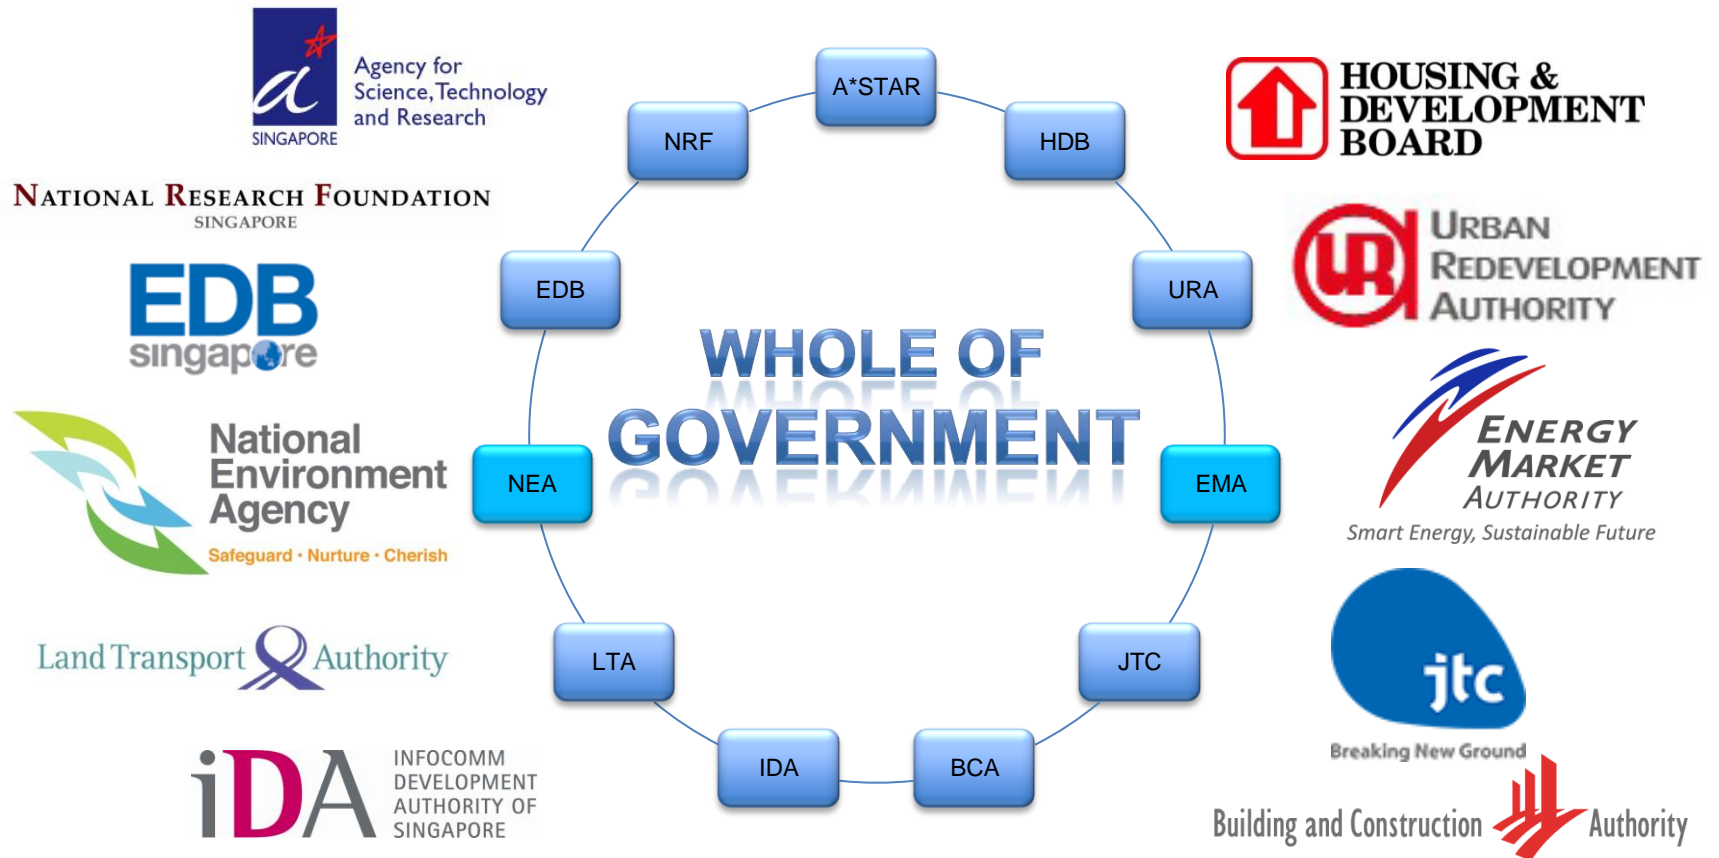 a
SINGAPORE
Agency for
Science, Technology
and Research
NATIONAL RESEARCH FOUNDATION
SINGAPORE
EDB
singapore
National
Environment
Agency
Safeguard · Nurture · Cherish
Land Transport Authority
iDA
INFOCOMM
DEVELOPMENT
AUTHORITY OF
SINGAPORE
A*STAR
NRF
HDB
EDB
URA
WHOLE OF
GOVERNMENT
NEA
EMA
LTA
JTC
IDA
BCA
HOUSING &
DEVELOPMENT
BOARD
URA
URBAN
REDEVELOPMENT
AUTHORITY
ENERGY
MARKET
AUTHORITY
Smart Energy, Sustainable Future
jtc
Breaking New Ground
Building and Construction Authority